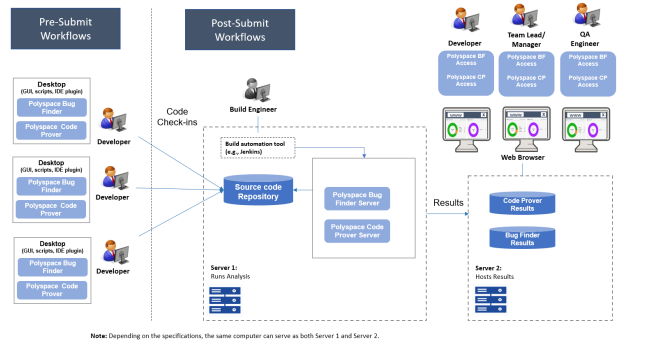 Pre-Submit
Workflows
Post-Submit
Workflows
Developer
Team Lead/
Manager
QA
Engineer
Polyspace BF
Access
Polyspace CP
Access
Polyspace BF
Access
Polyspace CP
Access
Polyspace BF
Access
Polyspace CP
Access
Desktop
(GUI, scripts, IDE plugin)
Polyspace Bug
Finder
Polyspace Code
Prover
Developer
Desktop
(GUI, scripts, IDE plugin)
Polyspace Bug
Finder
Polyspace Code
Prover
Developer
Desktop
(GUI, scripts, IDE plugin)
Polyspace Bug
Finder
Polyspace Code
Prover
Developer
Code
Check-ins
Build Engineer
Build automation tool
(e.g., Jenkins)
Source code
Repository
Polyspace Bug
Finder Server
Polyspace Code
Prover Server
Server 1:
Runs Analysis
Results
www
www
www
Web Browser
Code Prover
Results
Bug Finder
Results
Server 2:
Hosts Results
Note: Depending on the specifications, the same computer can serve as both Server 1 and Server 2.